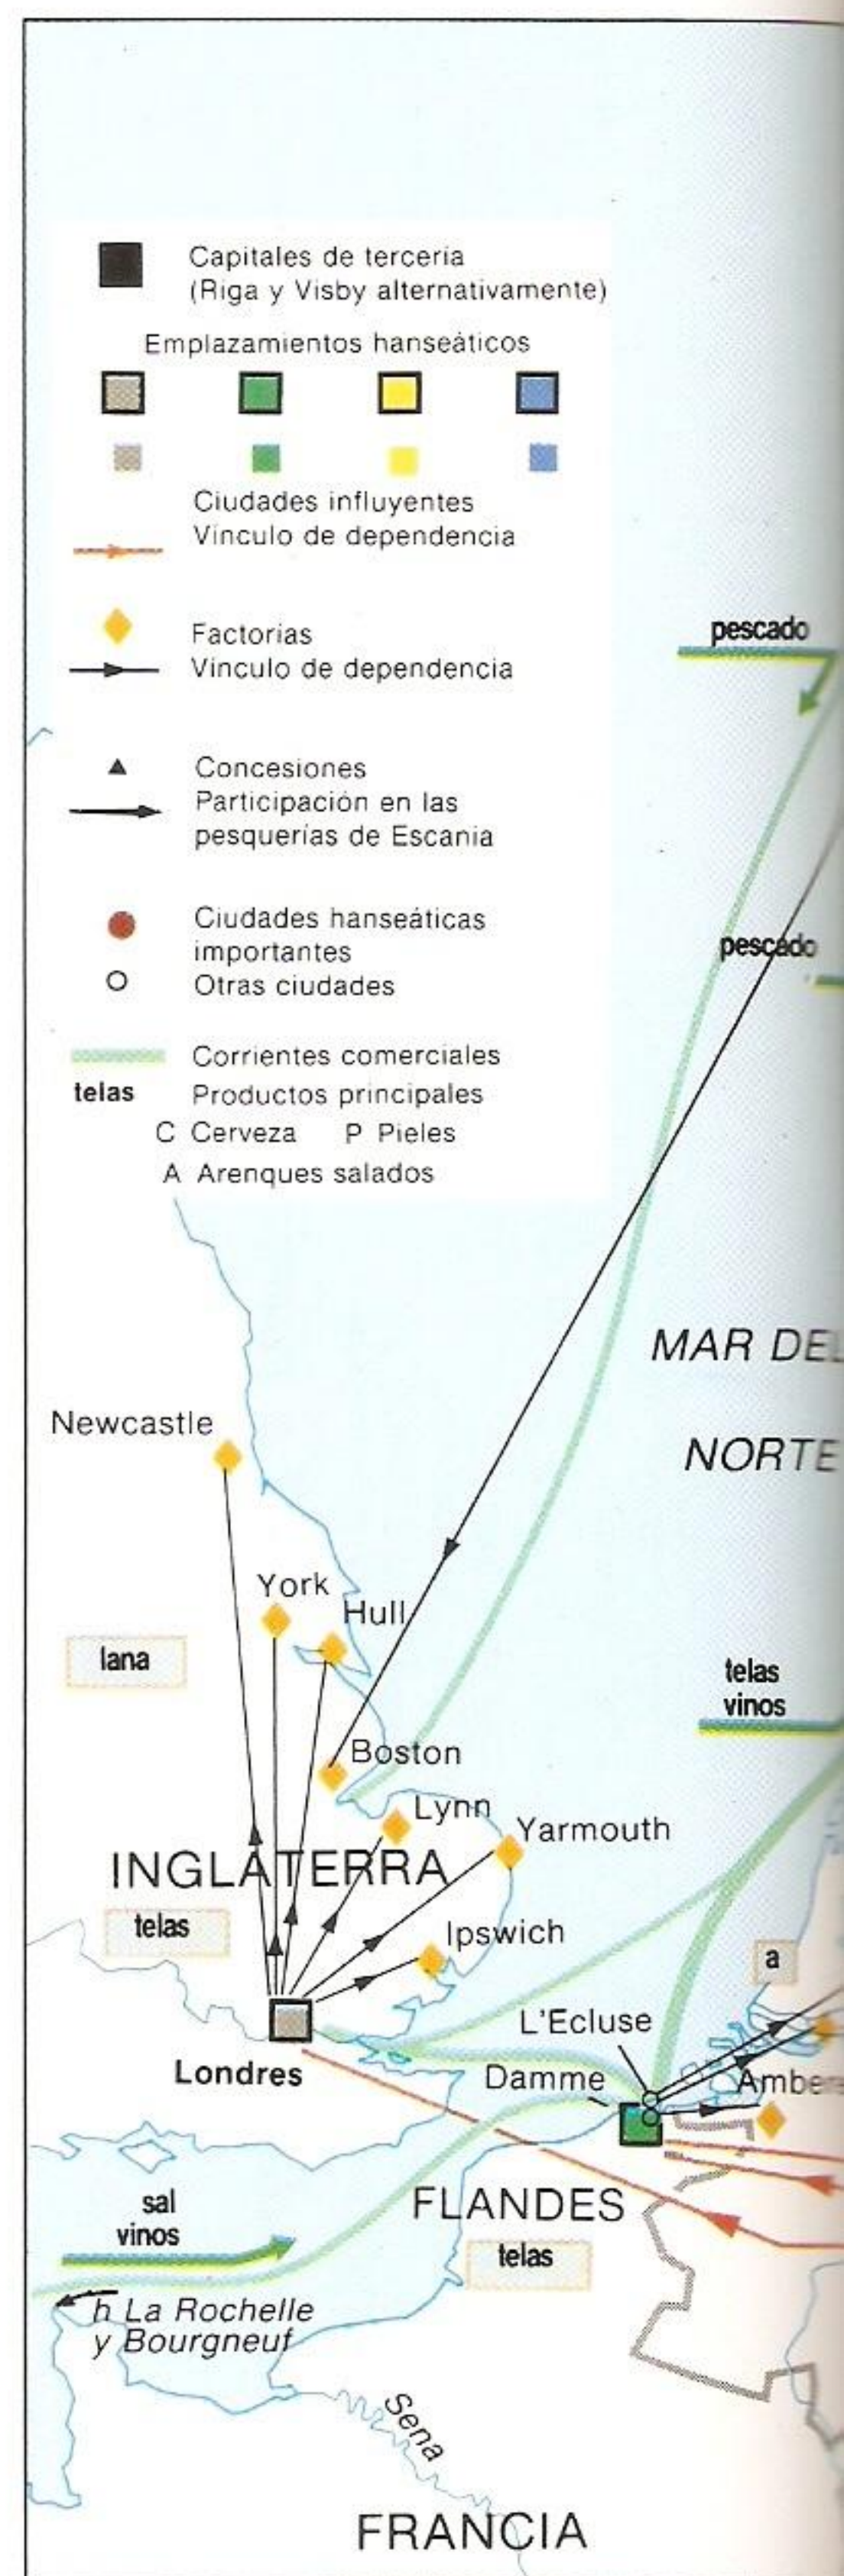 Capitales de tercería
(Riga y Visby alternativamente)
Emplazamientos hanseáticos
Ciudades influyentes
Vínculo de dependencia
Factorías
Vínculo de dependencia
Concesiones
Participación en las
pesquerías de Escania
Ciudades hanseáticas
importantes
Otras ciudades
Corrientes comerciales
telas Productos principales
C Cerveza P Pieles
A Arenques salados
pescado
pescado
MAR DEL
NORTE
Newcastle
York
Hull
lana
telas
vinos
Boston
Lynn
Yarmouth
INGLATERRA
telas
Ipswich
a
L'Ecluse
Londres
Damme
Ambere
FLANDES
sal
vinos
telas
h La Rochelle
y Bourgneuf
Sena
FRANCIA